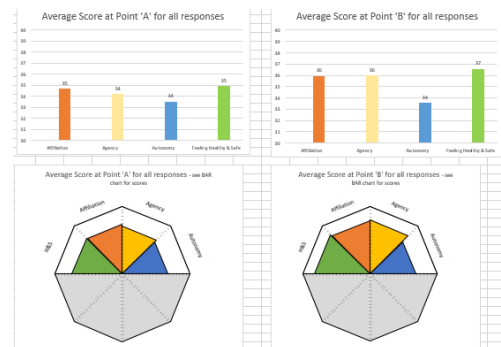 Average Score at Point 'A' for all responses
40
39
38
37
36
35
34
33
32
31
30
35
34
34
35
Affiliation
Agency
Autonomy
Feeling Healthy & Safe
Average Score at Point 'B' for all responses
40
39
38
37
36
35
34
33
32
31
30
36
36
34
37
Affiliation
Agency
Autonomy
Feeling Healthy & Safe
Average Score at Point 'A' for all responses - see BAR
chart for scores
Affiliation
Agency
H&S
Autonomy
Average Score at Point 'B' for all responses - see
BAR chart for scores
Affiliation
Agency
H&S
Autonomy